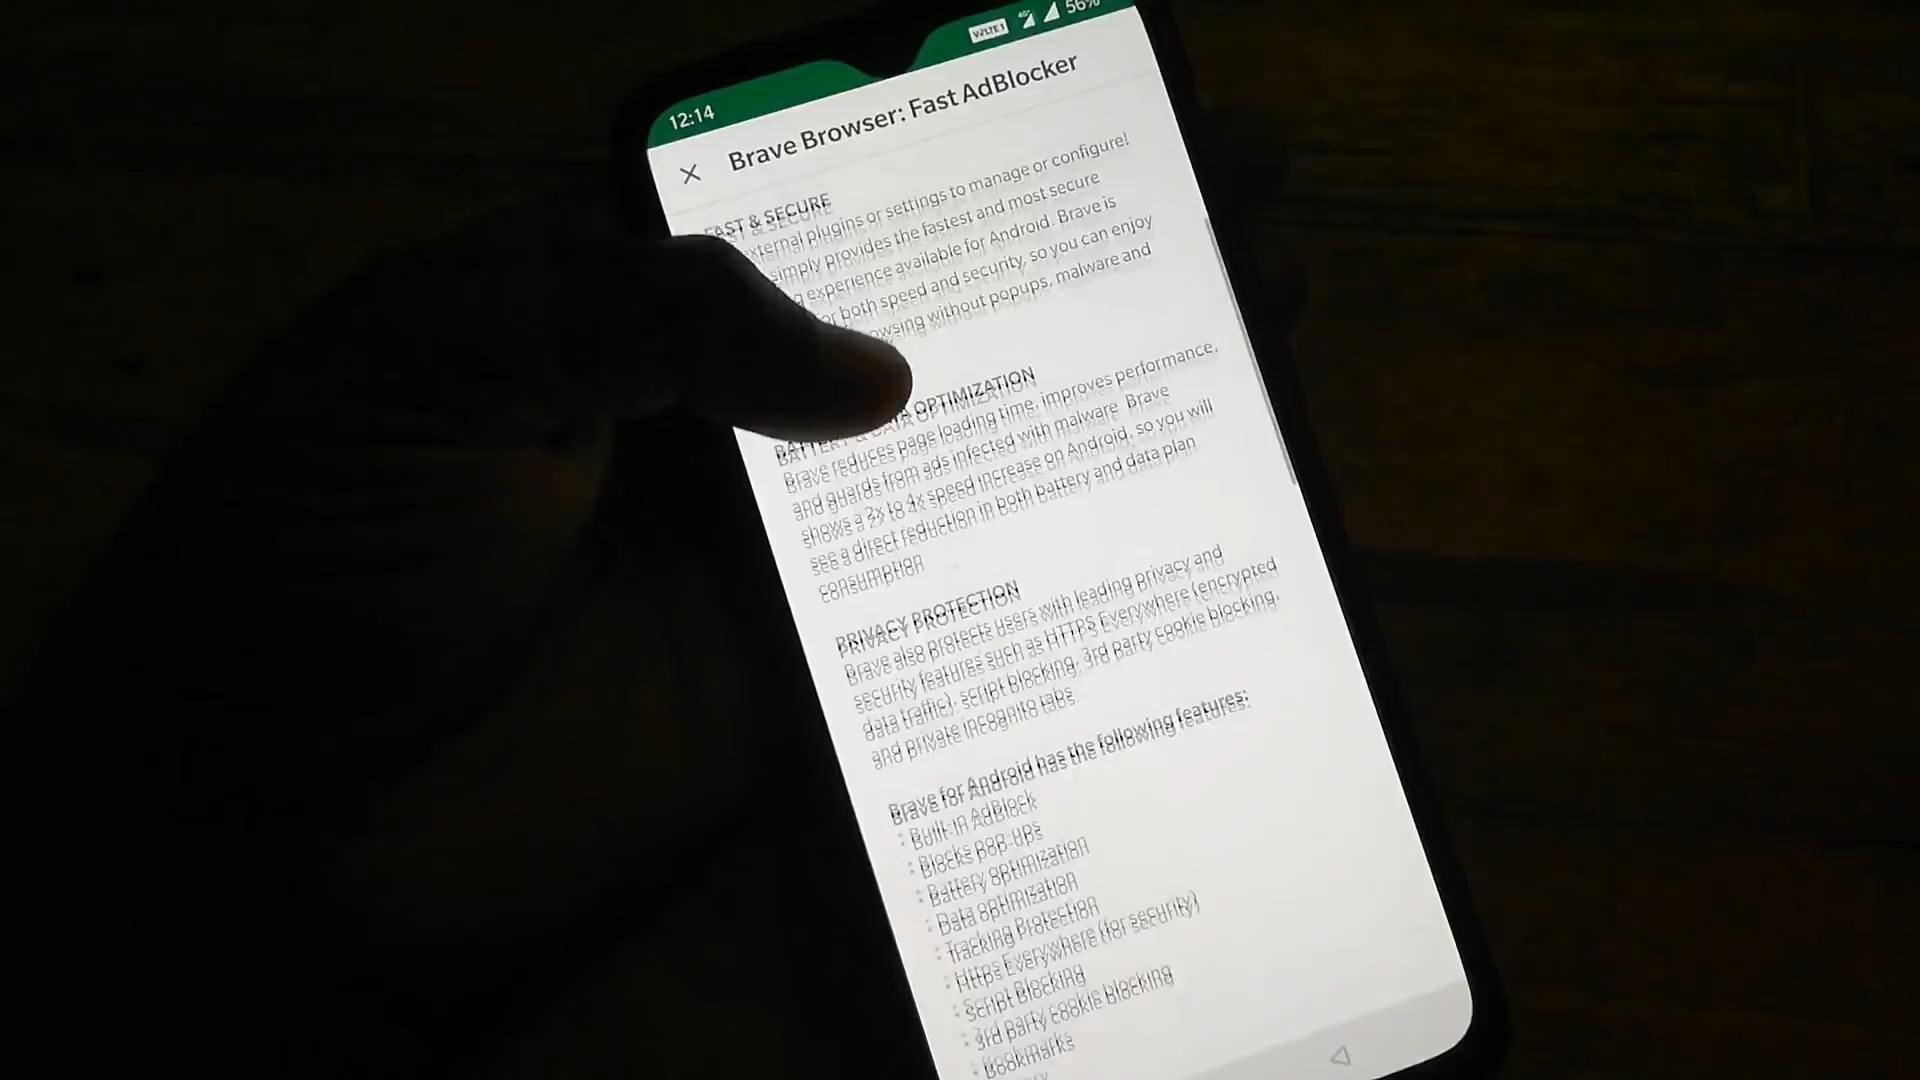 12:14
VoLTE1
4G+
56%
Brave Browser: Fast AdBlocker
FAST & SECURE
external plugins or settings to manage or configure!
simply provides the fastest and most secure
experience available for Android. Brave is
for both speed and security, so you can enjoy
without popups, malware and
BATTERY & DATA OPTIMIZATION
Brave reduces page loading time, improves performance,
and guards from ads infected with malware. Brave
shows a 2x to 4x speed increase on Android, so you will
see a direct reduction in both battery and data plan
consumption
PRIVACY PROTECTION
Brave also protects users with leading privacy and
security features such as HTTPS Everywhere (encrypted
data traffic), script blocking, 3rd party cookie blocking,
and private incognito tabs.
Brave for Android has the following features:
• Built-in AdBlock
• Blocks pop-ups
• Battery optimization
• Data optimization
• Tracking Protection
• Https Everywhere (for security)
• Script Blocking
• 3rd party cookie blocking
• Bookmarks